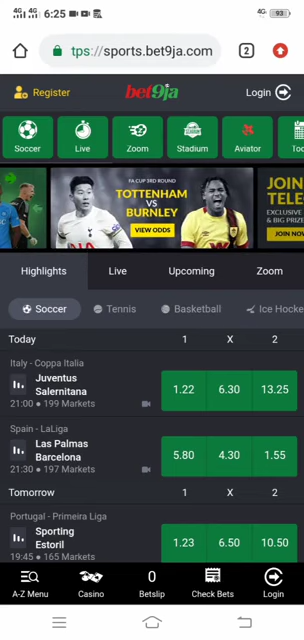 4G 4G 6:25 4G 93
tps://sports.bet9ja.com 2
Register bet9ja Login
Soccer Live Zoom Stadium Aviator Too
FA CUP 3RD ROUND
TOTTENHAM
VS
BURNLEY
VIEW ODDS
JOIN
TELE
EXCLUSIVE
& BIG PRIZE
JOIN NOW
Highlights Live Upcoming Zoom
Soccer Tennis Basketball Ice Hocke
Today 1 X 2
Italy - Coppa Italia
Juventus
Salernitana
21:00 • 199 Markets
1.22 6.30 13.25
Spain - LaLiga
Las Palmas
Barcelona
21:30 • 197 Markets
5.80 4.30 1.55
Tomorrow 1 X 2
Portugal - Primeira Liga
Sporting
Estoril
19:45 • 165 Markets
1.23 6.50 10.50
0
A-Z Menu Casino Betslip Check Bets Login